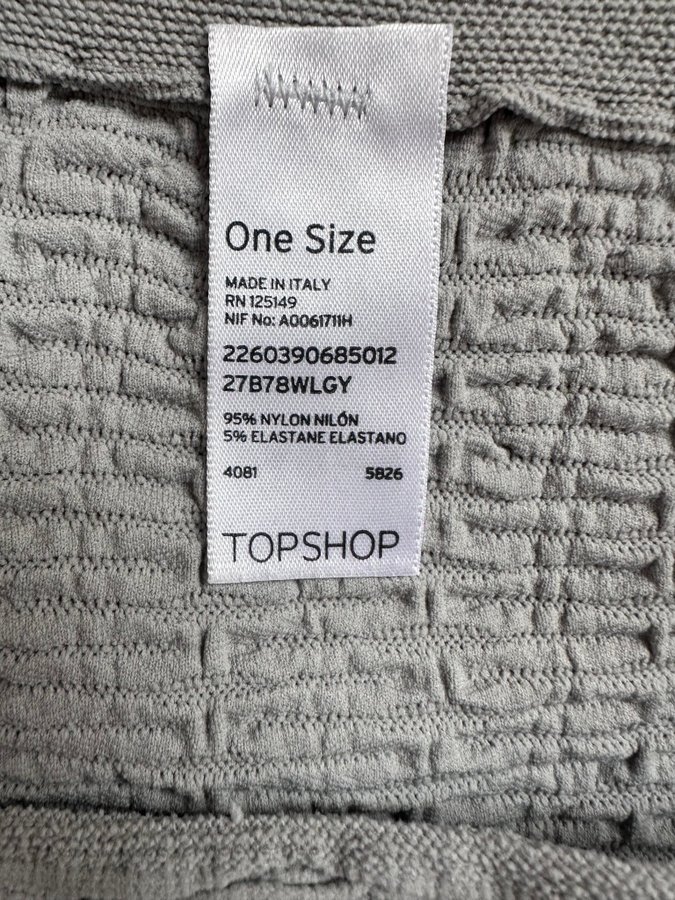 One Size
MADE IN ITALY
RN 125149
NIF No: A0061711H
2260390685012
27B78WLGY
95% NYLON NILÓN
5% ELASTANE ELASTANO
4081 5B26
TOPSHOP